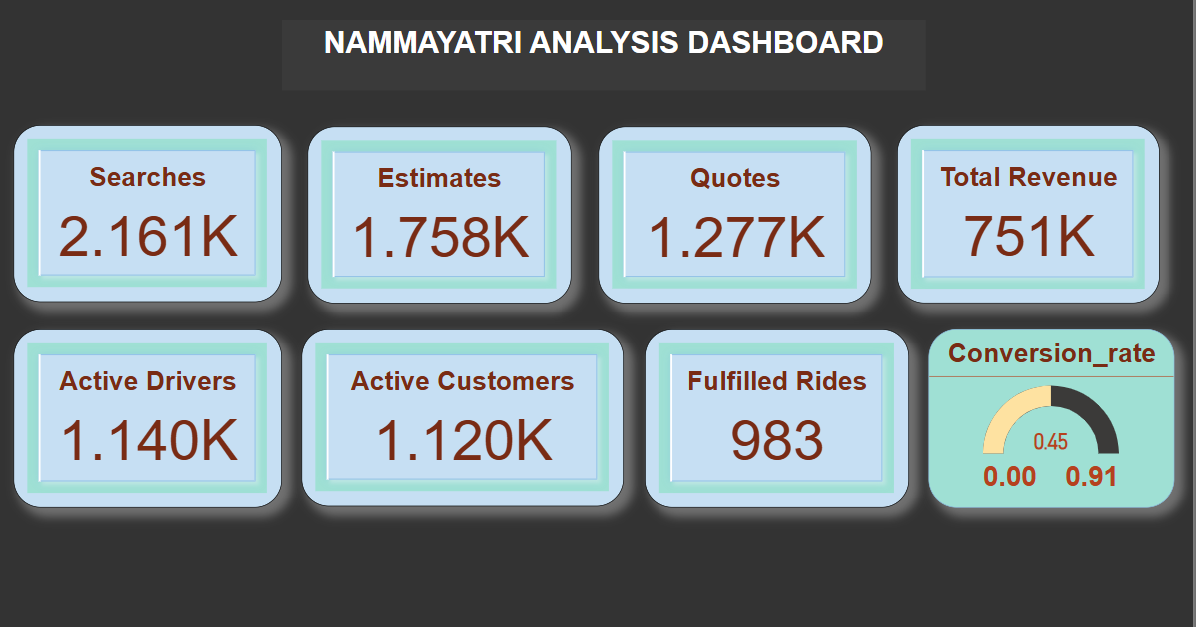 NAMMAYATRI ANALYSIS DASHBOARD
Searches
2.161K
Estimates
1.758K
Quotes
1.277K
Total Revenue
751K
Active Drivers
1.140K
Active Customers
1.120K
Fulfilled Rides
983
Conversion_rate
0.45
0.00 0.91